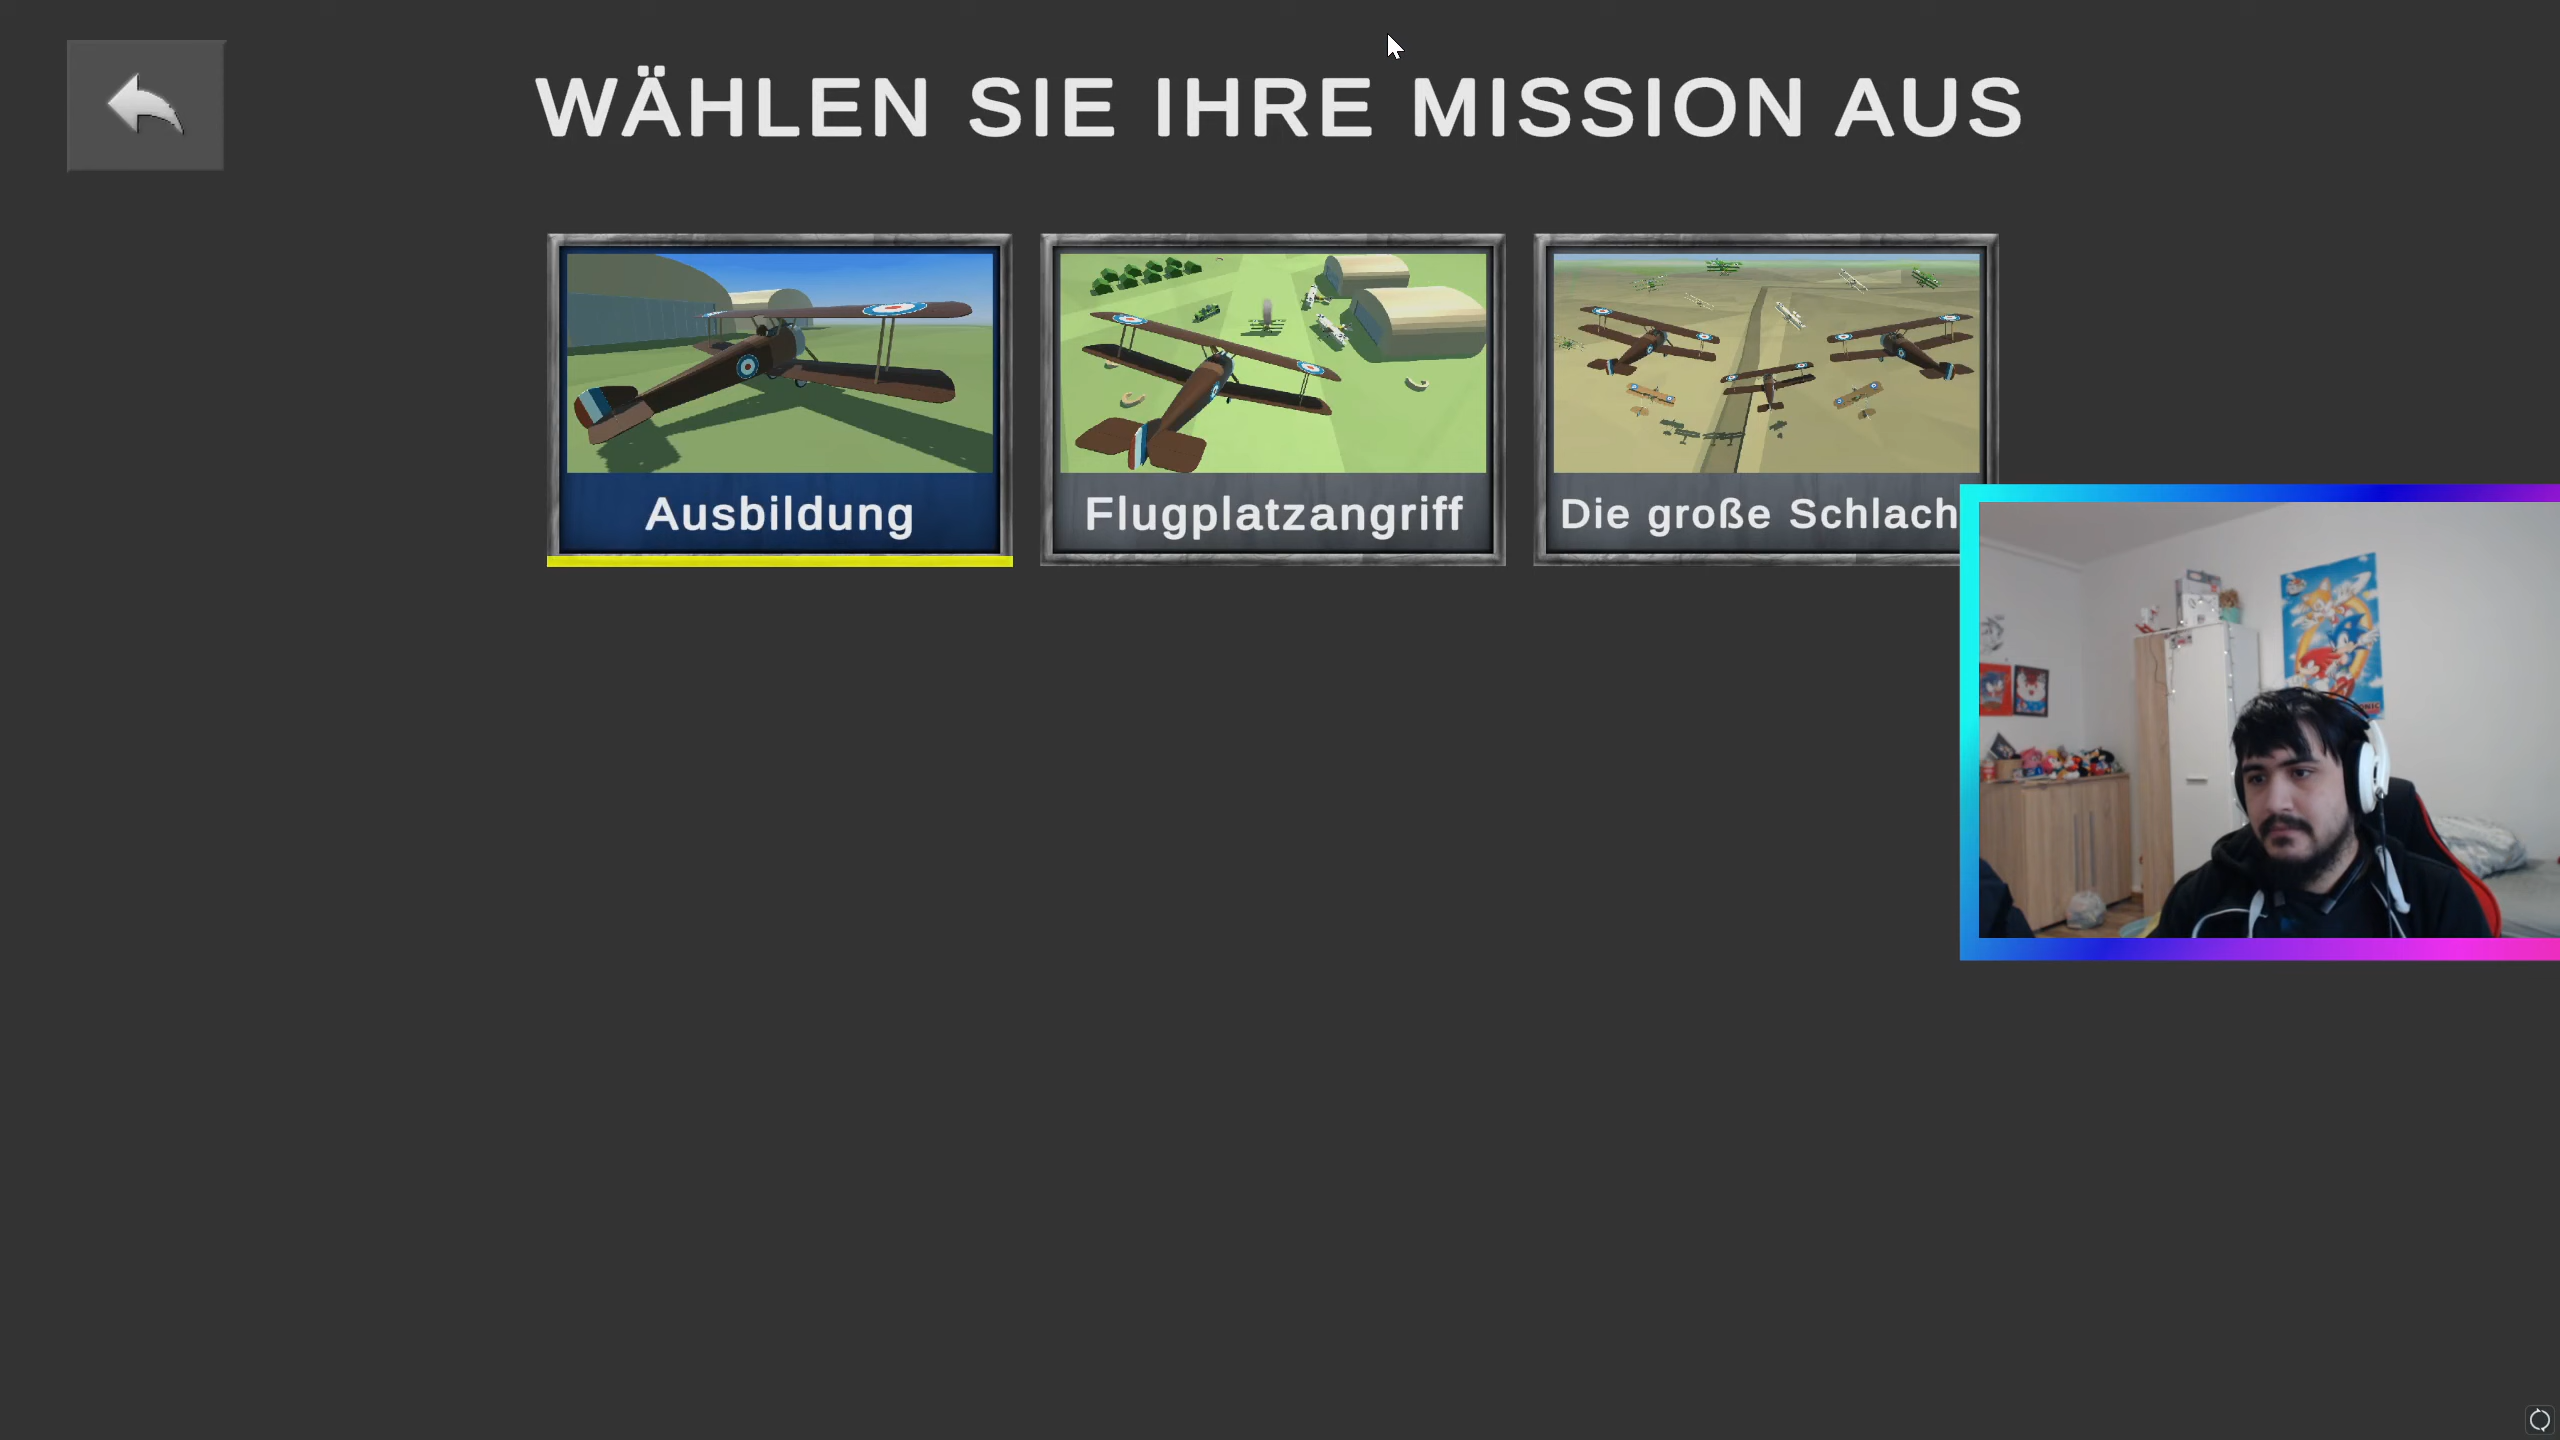 WÄHLEN SIE IHRE MISSION AUS
Ausbildung
Flugplatzangriff
Die große Schlach